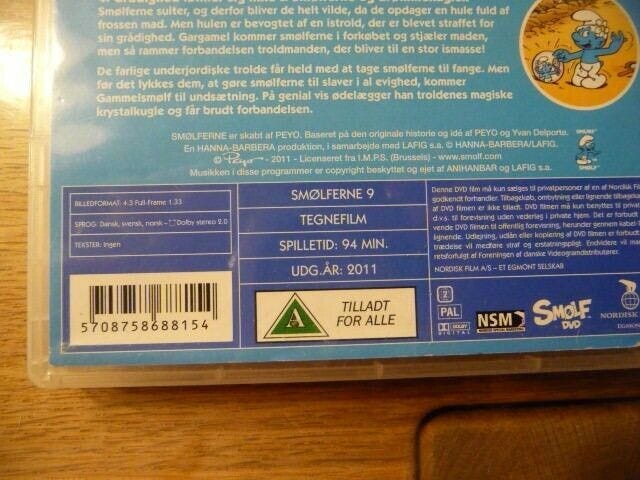 Smølferne sulter, og derfor bliver de helt vilde, da de opdager en hule fuld af
frossen mad. Men hulen er bevogtet af en istrold, der er blevet straffet for
sin grådighed. Gargamel kommer smølferne i forkøbet og stjæler maden,
men så rammer forbandelsen troldmanden, der bliver til en stor ismasse!
De farlige underjordiske trolde får held med at tage smølferne til fange. Men
før det lykkes dem, at gøre smølferne til slaver i al evighed, kommer
Gammelsmølf til undsætning. På genial vis ødelægger han troldenes magiske
krystalkugle og får brudt forbandelsen.
SMØLFERNE er skabt af PEYO. Baseret på den originale historie og idé af PEYO og Yvan Delporte.
En HANNA-BARBERA produktion, i samarbejde med LAFIG s.a. © HANNA-BARBERA/LAFIG.
© Peyo - 2011 - Licenseret fra I.M.P.S. (Brussels) - www.smolf.com
Musikken i disse programmer er copyright beskyttet og ejet af ANIHANBAR og LAFIG s.a.
BILLEDFORMAT: 4:3 Full-Frame 1.33
SPROG: Dansk, svensk, norsk - Dolby stereo 2.0
TEKSTER: Ingen
SMØLFERNE 9
TEGNEFILM
SPILLETID: 94 MIN.
UDG.ÅR: 2011
5708758688154
A
TILLADT
FOR ALLE
Denne DVD film må kun sælges til privatpersoner af en af Nordisk Fil
godkendt forhandler. Tilbagekøb, ombytning eller lignende tilbagetag
af DVD filmen er ikke tilladt. DVD filmen må kun benyttes til privat
d.v.s. til forevisning uden vederlag i private hjem. Det er forbudt
vende DVD filmen til offentlig forevisning, herunder gennem kabel-T
lignende. Udlejning, udlån eller kopiering af DVD filmen er forbudt.
trædelse vil medføre straf og erstatningspligt. Endvidere vil man
retsforfulgt af Foreningen af danske Videogramdistributører.
NORDISK FILM A/S – ET EGMONT SELSKAB
2
PAL
DOLBY
DIGITAL
NSM
SMØLF
DVD
NORDISK